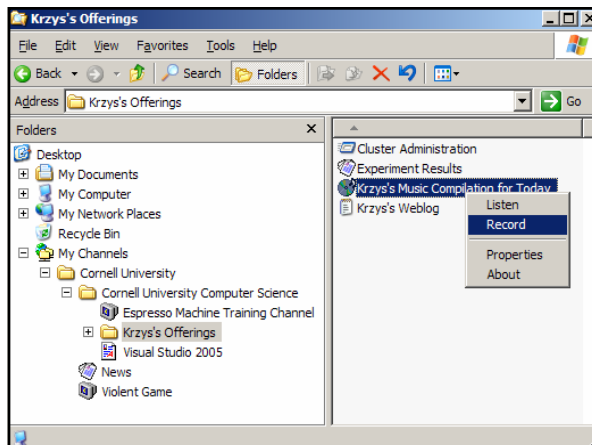 Krzys's Offerings
File Edit View Favorites Tools Help
Back Search Folders
Address Krzys's Offerings Go
Folders
Desktop
My Documents
My Computer
My Network Places
Recycle Bin
My Channels
Cornell University
Cornell University Computer Science
Espresso Machine Training Channel
Krzys's Offerings
Visual Studio 2005
News
Violent Game
Cluster Administration
Experiment Results
Krzys's Music Compilation for Today
Krzys's Weblog
Listen
Record
Properties
About